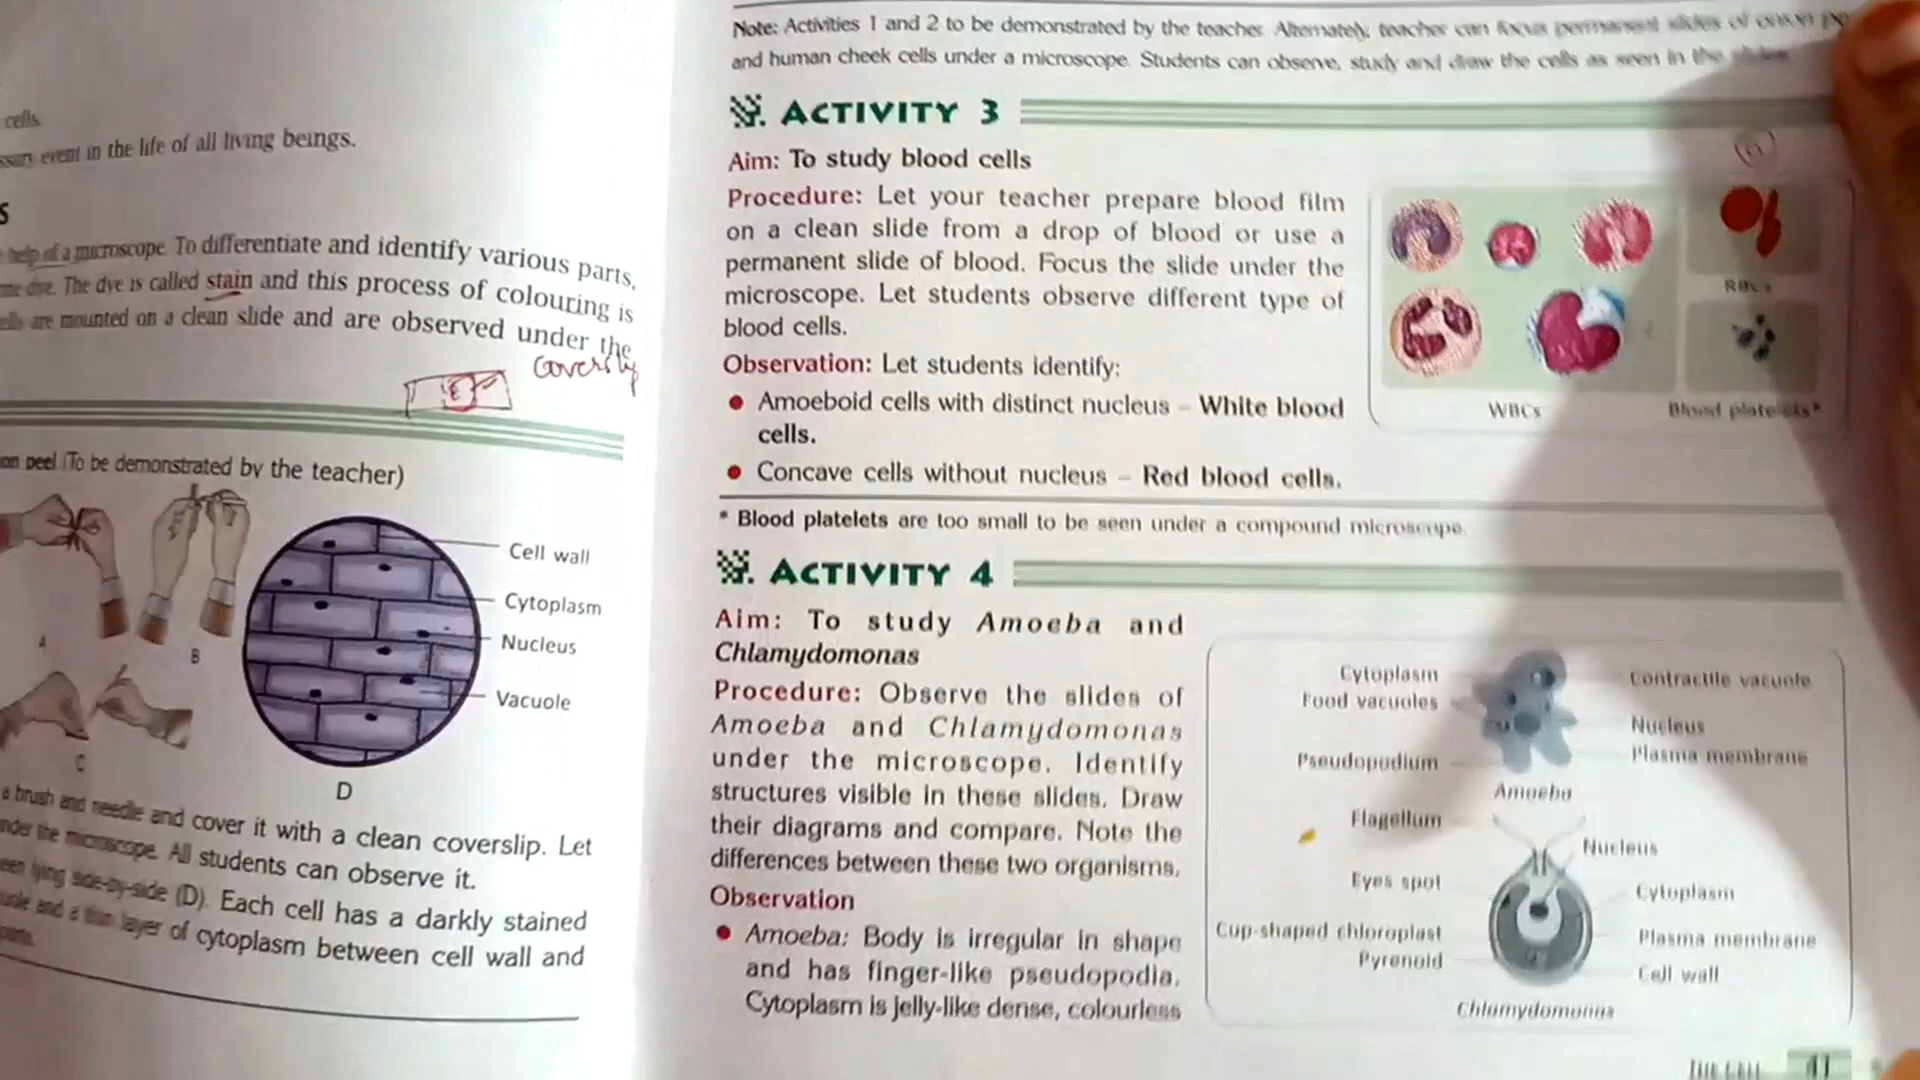 cells.
event in the life of all living beings.
S
help of a microscope. To differentiate and identify various parts,
dye. The dye is called stain and this process of colouring is
are mounted on a clean slide and are observed under the
Coverslip
peel (To be demonstrated by the teacher)
Cell wall
Cytoplasm
Nucleus
Vacuole
A
B
C
D
a brush and needle and cover it with a clean coverslip. Let
under the microscope. All students can observe it.
lying side-by-side (D). Each cell has a darkly stained
and a thin layer of cytoplasm between cell wall and
Note: Activities 1 and 2 to be demonstrated by the teacher. Alternately, teacher can focus permanent slides of onion
and human cheek cells under a microscope. Students can observe, study and draw the cells as seen in the slides.
ACTIVITY 3
Aim: To study blood cells
Procedure: Let your teacher prepare blood film
on a clean slide from a drop of blood or use a
permanent slide of blood. Focus the slide under the
microscope. Let students observe different type of
blood cells.
Observation: Let students identify:
• Amoeboid cells with distinct nucleus – White blood
cells.
• Concave cells without nucleus – Red blood cells.
RBCs
WBCs
Blood platelets*
* Blood platelets are too small to be seen under a compound microscope.
ACTIVITY 4
Aim: To study Amoeba and
Chlamydomonas
Procedure: Observe the slides of
Amoeba and Chlamydomonas
under the microscope. Identify
structures visible in these slides. Draw
their diagrams and compare. Note the
differences between these two organisms.
Observation
• Amoeba: Body is irregular in shape
and has finger-like pseudopodia.
Cytoplasm is jelly-like dense, colourless
Cytoplasm
Food vacuoles
Pseudopodium
Contractile vacuole
Nucleus
Plasma membrane
Amoeba
Flagellum
Eyes spot
Cup-shaped chloroplast
Pyrenoid
Nucleus
Cytoplasm
Plasma membrane
Cell wall
Chlamydomonas
THE CELL 41